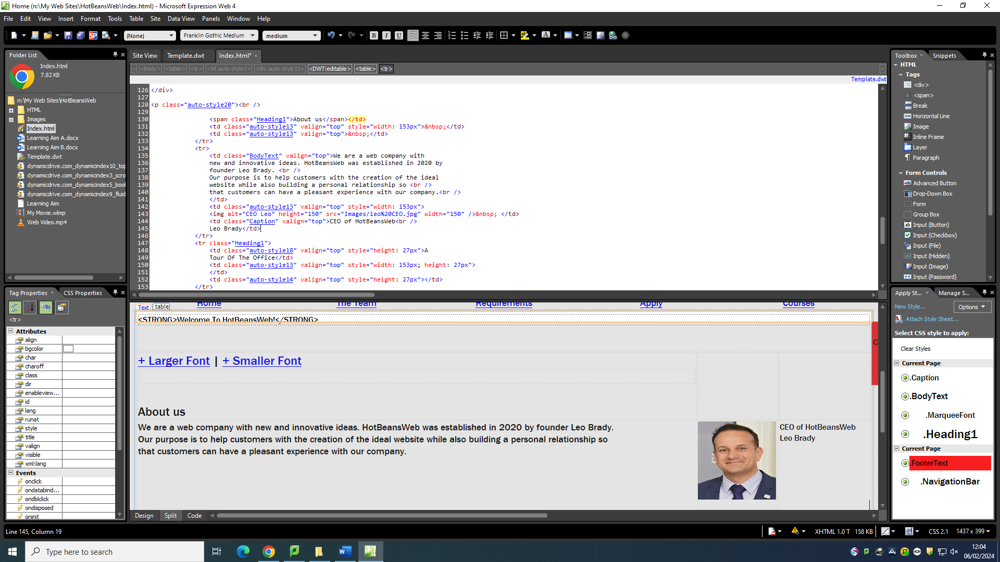 Home (n:\My Web Sites\HotBeansWeb\Index.html) - Microsoft Expression Web 4
File Edit View Insert Format Tools Table Site Data View Panels Window Help
(None) Franklin Gothic Medium medium
Folder List
Index.html
7.82 KB
n:\My Web Sites\HotBeansWeb
HTML
Images
Index.html
Learning Aim A.docx
Learning Aim B.docx
Template.dwt
dynamicdrive.com_dynamicindex10_top
dynamicdrive.com_dynamicindex3_scro
dynamicdrive.com_dynamicindex5_bool
dynamicdrive.com_dynamicindex9_fluid
Learning Aim
My Movie.wlmp
Web Video.mp4
Site View Template.dwt Index.html*
<body> <table> <tr> <td.auto-style1> <div.auto-style13> <DWT:editable> <table> <tr>
Template.dwt
126 </div>
127
128 <p class="auto-style20"><br />
129
130 <span class="Heading1">About us</span></td>
131 <td class="auto-style13" valign="top" style="width: 153px">&nbsp;</td>
132 <td class="auto-style13" valign="top">&nbsp;</td>
133 </tr>
134 <tr>
135 <td class="BodyText" valign="top">We are a web company with
136 new and innovative ideas. HotBeansWeb was established in 2020 by
137 founder Leo Brady. <br />
138 Our purpose is to help customers with the creation of the ideal
139 website while also building a personal relationship so <br />
140 that customers can have a pleasant experience with our company.<br />
141 </td>
142 <td class="auto-style13" valign="top" style="width: 153px">
143 <img alt="CEO Leo" height="150" src="Images/leo%20CEO.jpg" width="150" />&nbsp; </td>
144 <td class="Caption" valign="top">CEO of HotBeansWeb<br />
145 Leo Brady</td>
146 </tr>
147 <tr class="Heading1">
148 <td class="auto-style18" valign="top" style="height: 27px">A
149 Tour Of The Office</td>
150 <td class="auto-style13" valign="top" style="width: 153px; height: 27px">
151 </td>
152 <td class="auto-style14" valign="top" style="height: 27px"></td>
153 </tr>
Text table
Home The Team Requirements Apply Courses
<STRONG>Welcome To HotBeansWeb!</STRONG>
C
+ Larger Font | + Smaller Font
About us
We are a web company with new and innovative ideas. HotBeansWeb was established in 2020 by founder Leo Brady.
Our purpose is to help customers with the creation of the ideal website while also building a personal relationship so
that customers can have a pleasant experience with our company.
CEO of HotBeansWeb
Leo Brady
Design Split Code
Tag Properties CSS Properties
<tr>
Attributes
align
bgcolor
char
charoff
class
dir
enableview...
id
lang
runat
style
title
valign
visible
xml:lang
Events
onclick
ondatabind...
ondblclick
ondisposed
oninit
Toolbox Snippets
HTML
Tags
<div>
<span>
Break
Horizontal Line
Image
Inline Frame
Layer
Paragraph
Form Controls
Advanced Button
Drop-Down Box
Form
Group Box
Input (Button)
Input (Checkbox)
Input (File)
Input (Hidden)
Input (Image)
Input (Password)
Apply St... Manage S...
New Style... Options
Attach Style Sheet...
Select CSS style to apply:
Clear Styles
Current Page
.Caption
.BodyText
.MarqueeFont
.Heading1
Current Page
.FooterText
.NavigationBar
Line 145, Column 19
XHTML 1.0 T 158 KB CSS 2.1 1437 x 399
Type here to search
12:04
06/02/2024